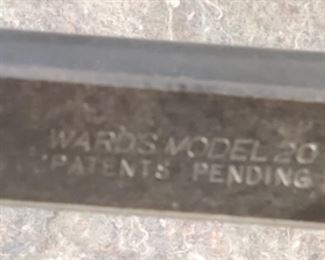 WARDS MODEL 20
PATENTS PENDING